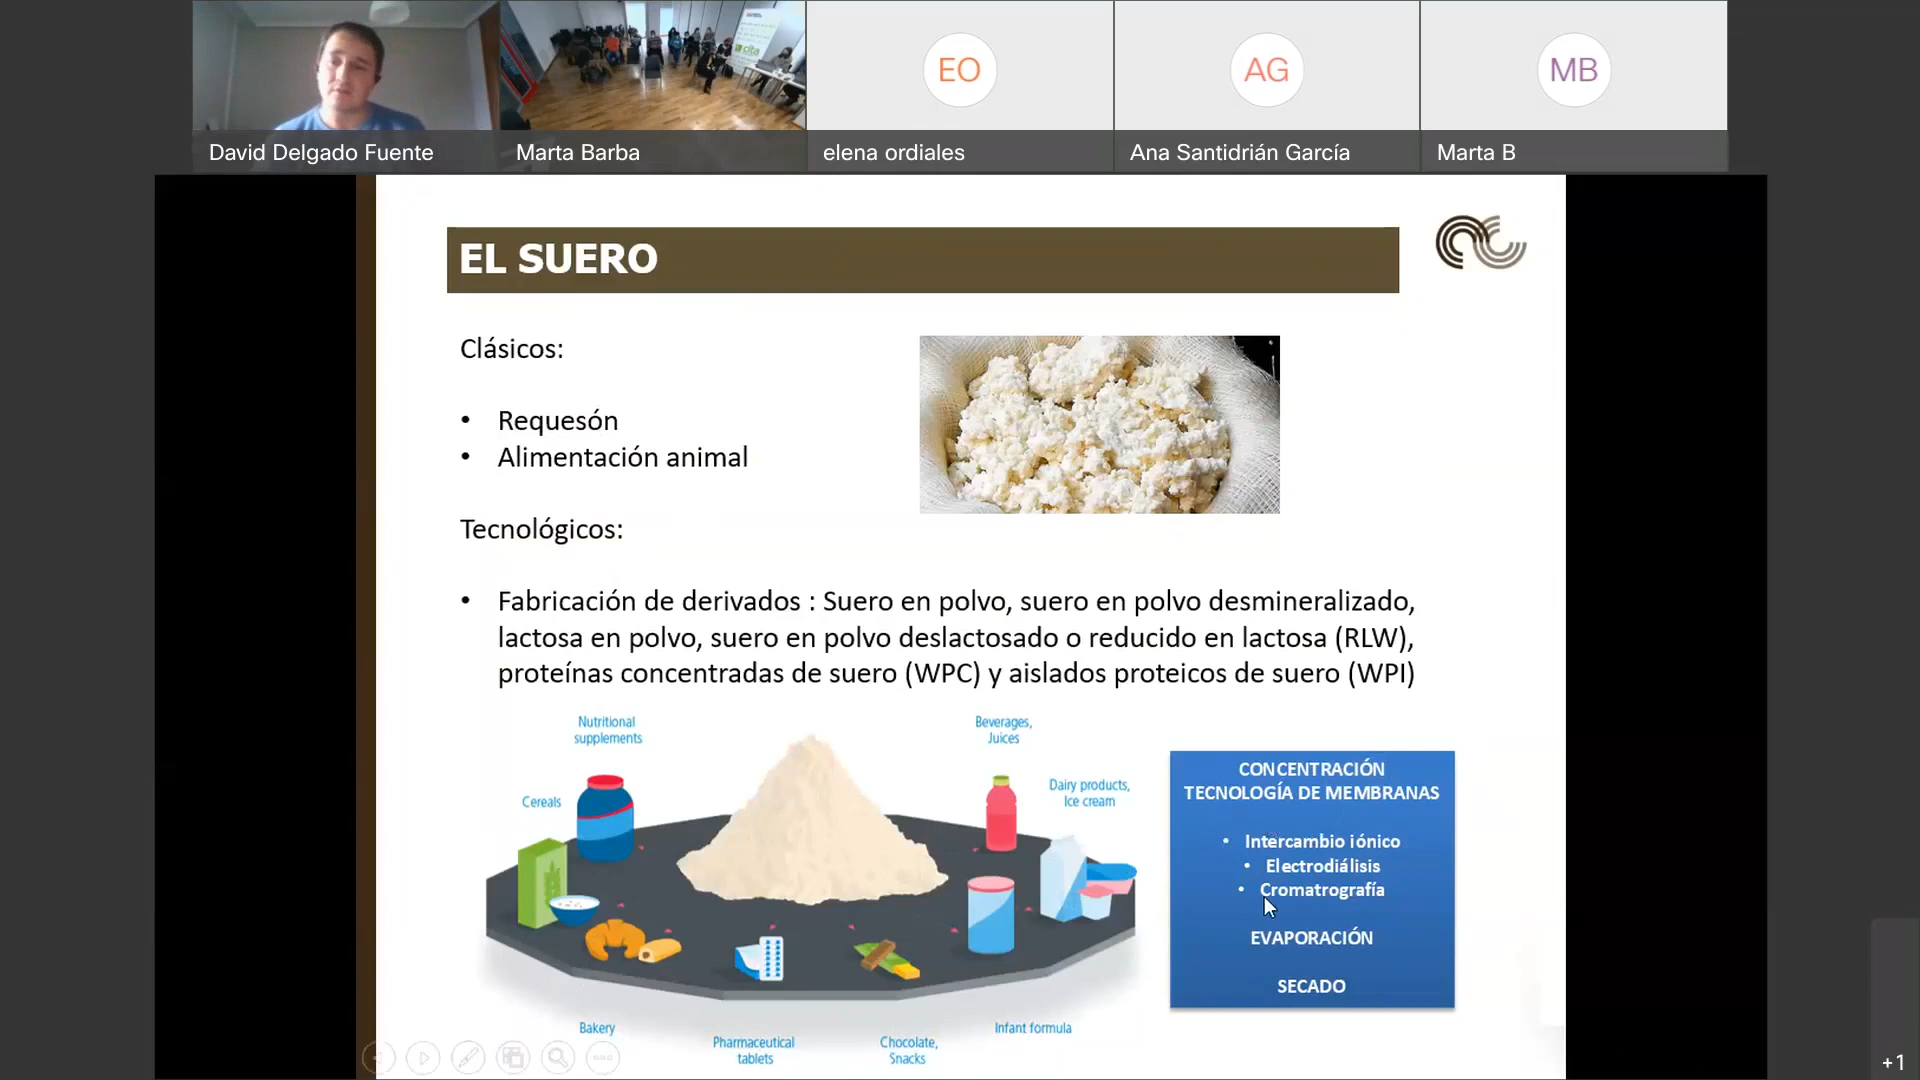 EO
AG
MB
David Delgado Fuente
Marta Barba
elena ordiales
Ana Santidrián García
Marta B
cita
EL SUERO
Clásicos:
• Requesón
• Alimentación animal
Tecnológicos:
• Fabricación de derivados : Suero en polvo, suero en polvo desmineralizado,
lactosa en polvo, suero en polvo deslactosado o reducido en lactosa (RLW),
proteínas concentradas de suero (WPC) y aislados proteicos de suero (WPI)
Nutritional
supplements
Beverages,
Juices
Cereals
Dairy products,
Ice cream
Bakery
Pharmaceutical
tablets
Chocolate,
Snacks
Infant formula
CONCENTRACIÓN
TECNOLOGÍA DE MEMBRANAS
• Intercambio iónico
• Electrodiálisis
• Cromatrografía
EVAPORACIÓN
SECADO
+1